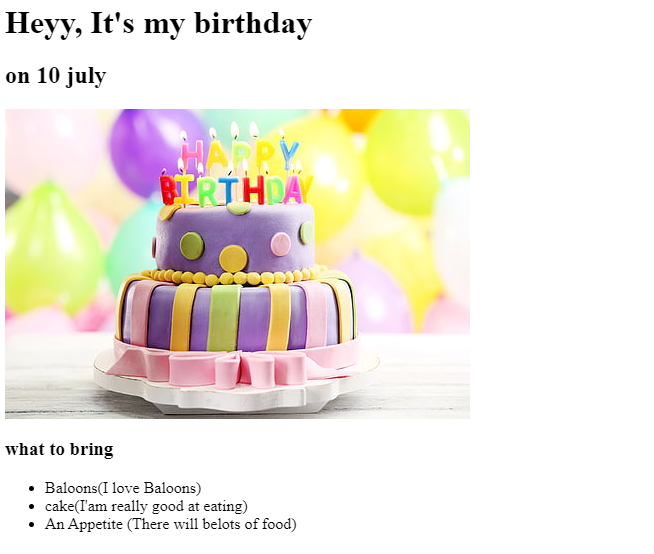 Heyy, It's my birthday
on 10 july
HAPPY
BIRTHDAY
what to bring
Baloons(I love Baloons)
cake(I'am really good at eating)
An Appetite (There will belots of food)